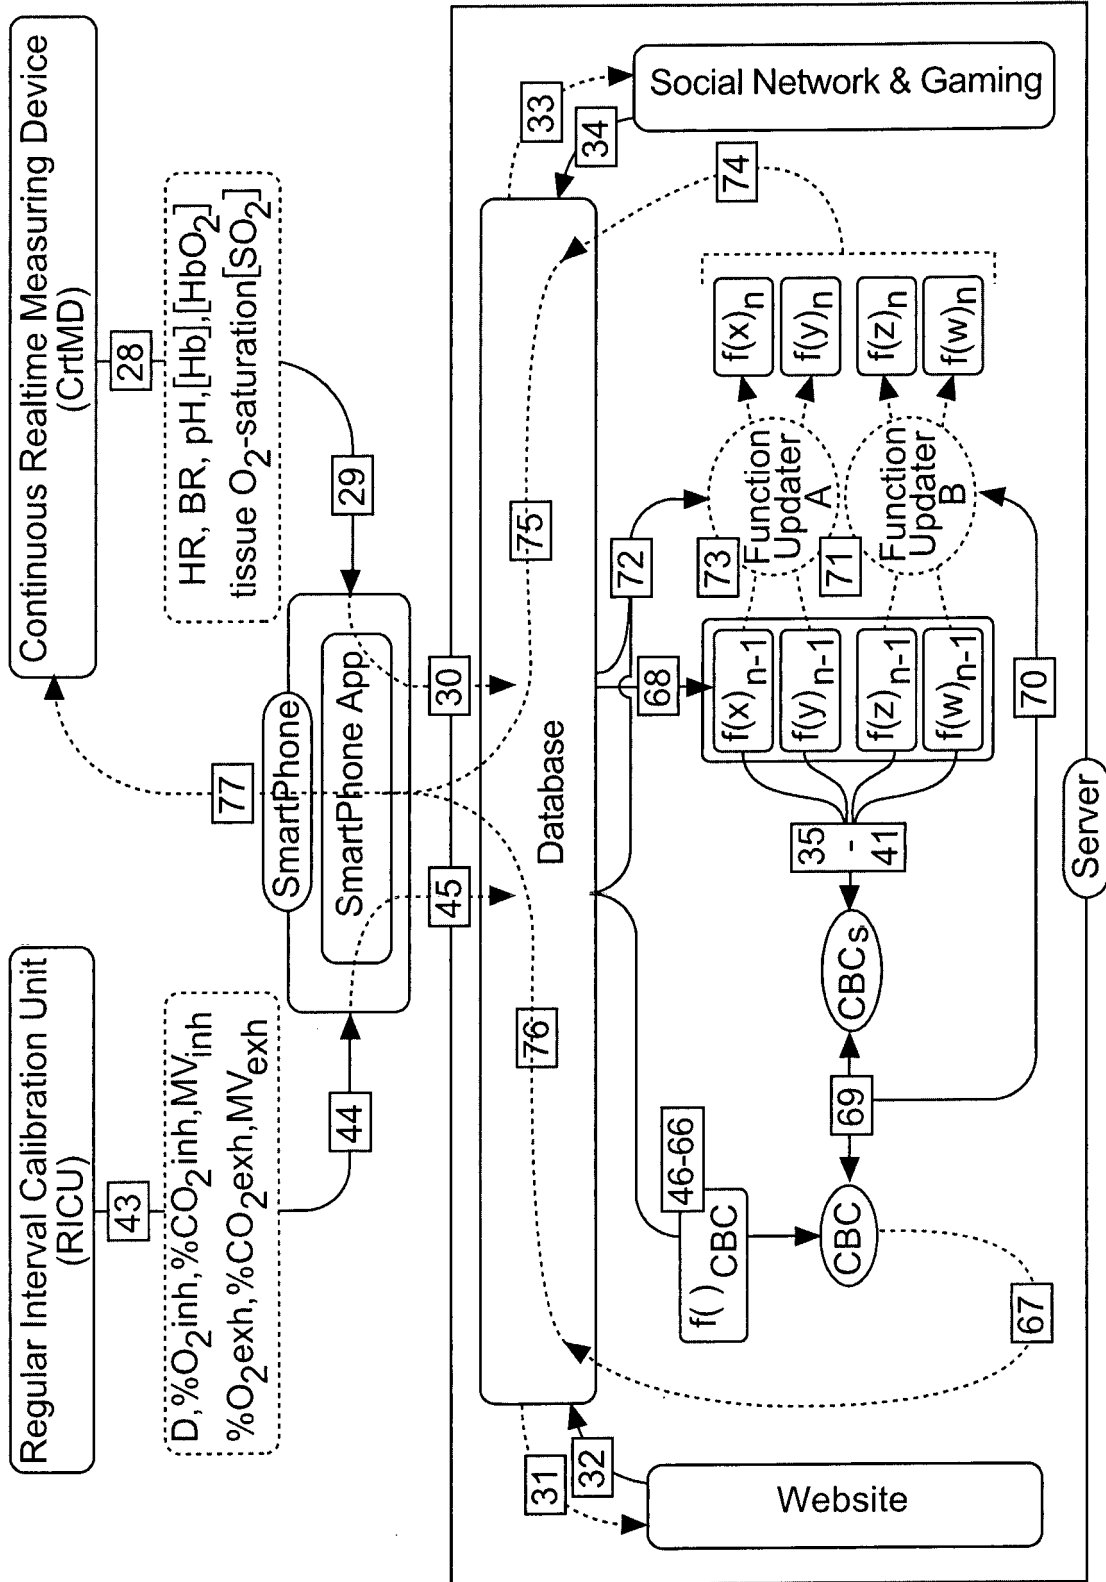 Regular Interval Calibration Unit
(RICU)
Continuous Realtime Measuring Device
(CrtMD)
43
28
D,%O2inh,%CO2inh,MVinh
%O2exh,%CO2exh,MVexh
HR, BR, pH,[Hb],[HbO2]
tissue O2-saturation[SO2]
77
44
29
SmartPhone
SmartPhone App
45
30
31
32
76
75
33
34
Database
Website
Social Network & Gaming
46-66
f( )CBC
68
72
74
CBC
69
CBCs
35
-
41
f(x)n-1
f(y)n-1
f(z)n-1
f(w)n-1
73
Function
Updater
A
71
Function
Updater
B
f(x)n
f(y)n
f(z)n
f(w)n
67
70
Server